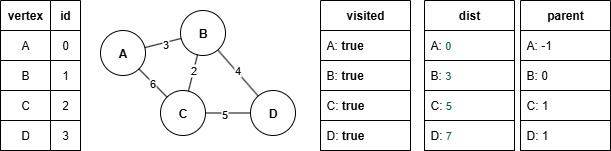 vertex id
A 0
B 1
C 2
D 3
A
B
C
D
3
2
4
6
5
visited
A: true
B: true
C: true
D: true
dist
A: 0
B: 3
C: 5
D: 7
parent
A: -1
B: 0
C: 1
D: 1